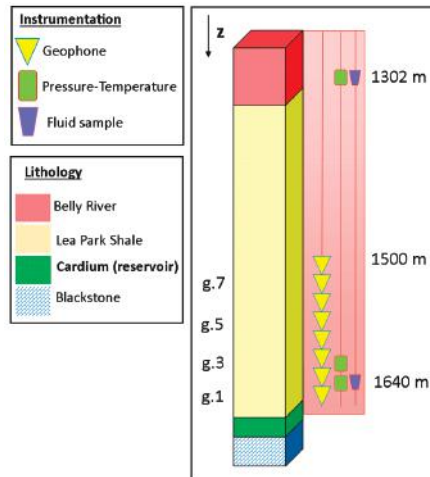 Instrumentation
Geophone
Pressure-Temperature
Fluid sample
Lithology
Belly River
Lea Park Shale
Cardium (reservoir)
Blackstone
z
1302 m
1500 m
g.7
g.5
g.3
1640 m
g.1